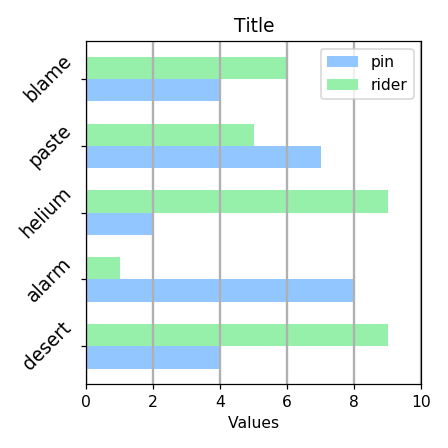 Title
pin
rider
blame
paste
helium
alarm
desert
0 2 4 6 8 10
Values